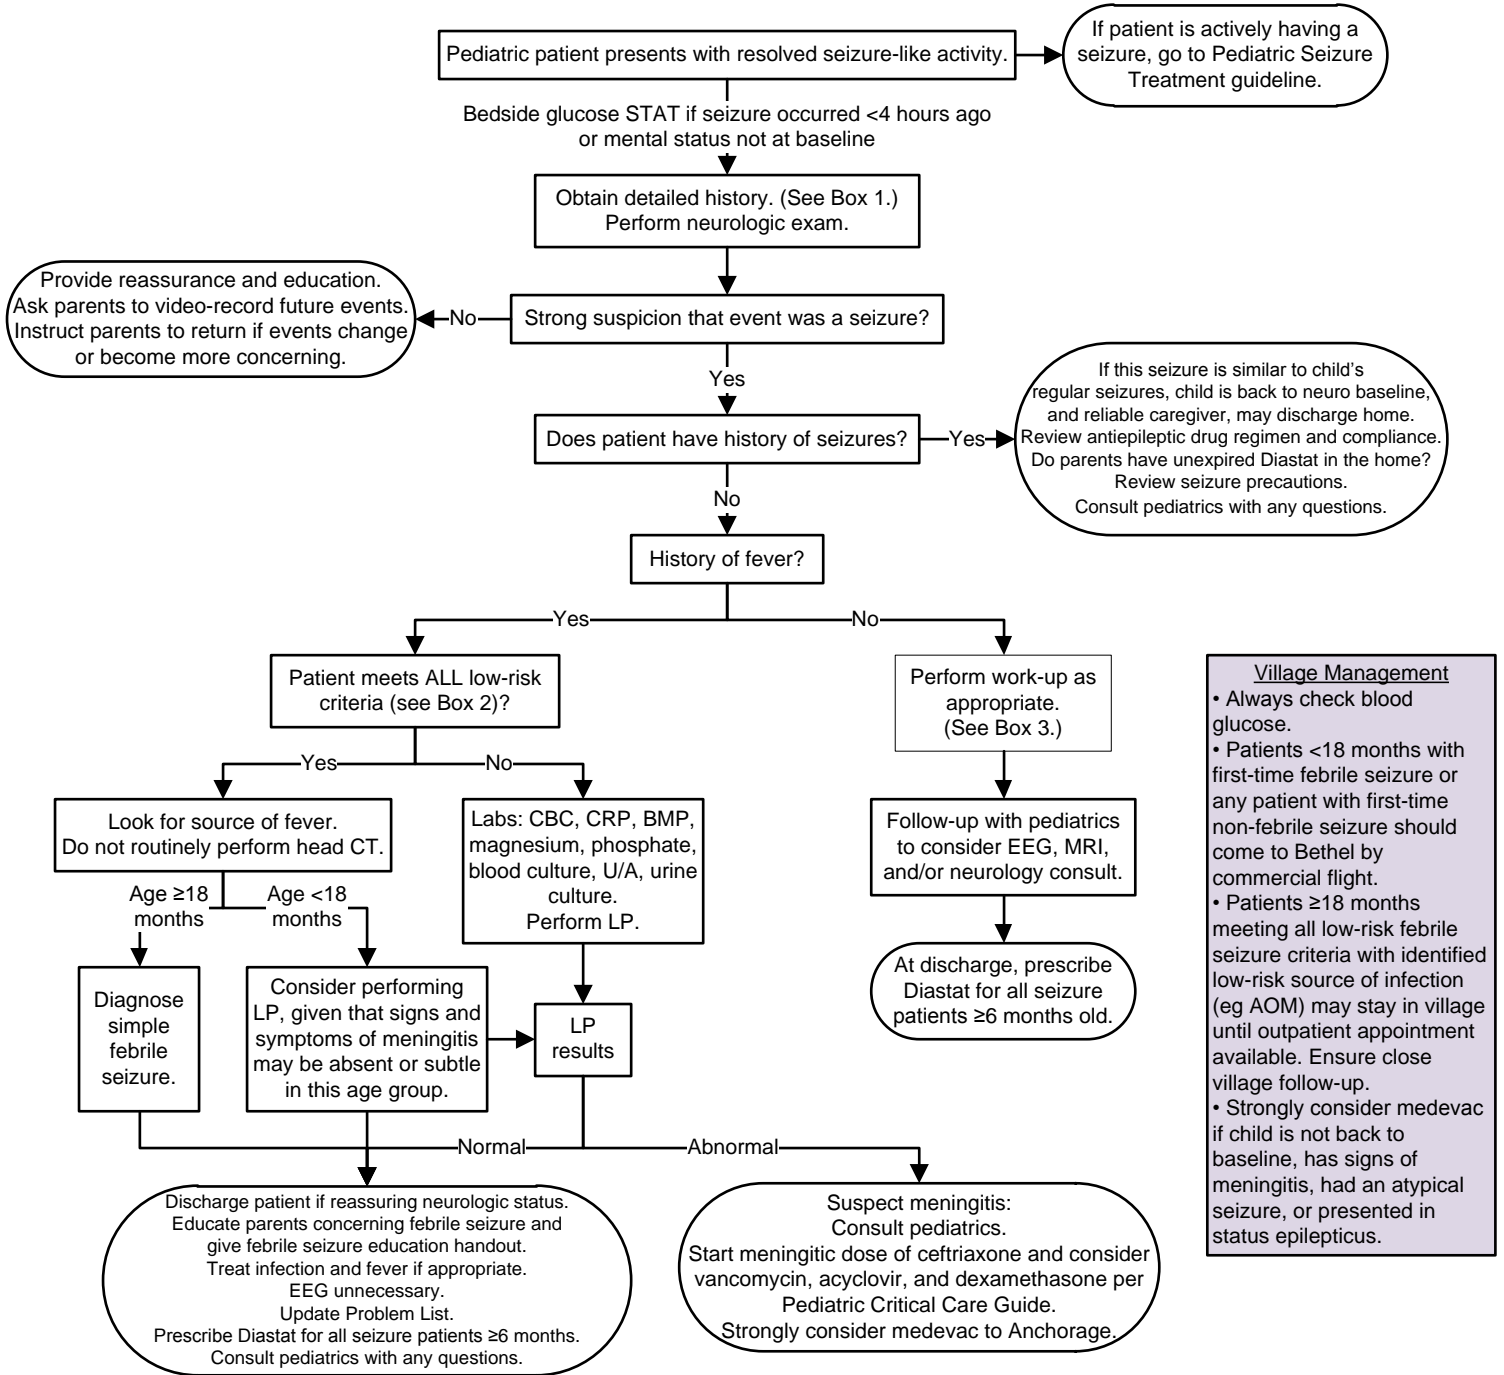 Pediatric patient presents with resolved seizure-like activity.
If patient is actively having a
seizure, go to Pediatric Seizure
Treatment guideline.
Bedside glucose STAT if seizure occurred <4 hours ago
or mental status not at baseline
Obtain detailed history. (See Box 1.)
Perform neurologic exam.
Strong suspicion that event was a seizure?
No
Provide reassurance and education.
Ask parents to video-record future events.
Instruct parents to return if events change
or become more concerning.
Yes
Does patient have history of seizures?
Yes
If this seizure is similar to child's
regular seizures, child is back to neuro baseline,
and reliable caregiver, may discharge home.
Review antiepileptic drug regimen and compliance.
Do parents have unexpired Diastat in the home?
Review seizure precautions.
Consult pediatrics with any questions.
No
History of fever?
Yes
No
Patient meets ALL low-risk
criteria (see Box 2)?
Perform work-up as
appropriate.
(See Box 3.)
Yes
No
Look for source of fever.
Do not routinely perform head CT.
Labs: CBC, CRP, BMP,
magnesium, phosphate,
blood culture, U/A, urine
culture.
Perform LP.
Follow-up with pediatrics
to consider EEG, MRI,
and/or neurology consult.
Age ≥18
months
Age <18
months
Diagnose
simple
febrile
seizure.
Consider performing
LP, given that signs and
symptoms of meningitis
may be absent or subtle
in this age group.
LP
results
At discharge, prescribe
Diastat for all seizure
patients ≥6 months old.
Normal
Abnormal
Discharge patient if reassuring neurologic status.
Educate parents concerning febrile seizure and
give febrile seizure education handout.
Treat infection and fever if appropriate.
EEG unnecessary.
Update Problem List.
Prescribe Diastat for all seizure patients ≥6 months.
Consult pediatrics with any questions.
Suspect meningitis:
Consult pediatrics.
Start meningitic dose of ceftriaxone and consider
vancomycin, acyclovir, and dexamethasone per
Pediatric Critical Care Guide.
Strongly consider medevac to Anchorage.
Village Management
• Always check blood
glucose.
• Patients <18 months with
first-time febrile seizure or
any patient with first-time
non-febrile seizure should
come to Bethel by
commercial flight.
• Patients ≥18 months
meeting all low-risk febrile
seizure criteria with identified
low-risk source of infection
(eg AOM) may stay in village
until outpatient appointment
available. Ensure close
village follow-up.
• Strongly consider medevac
if child is not back to
baseline, has signs of
meningitis, had an atypical
seizure, or presented in
status epilepticus.